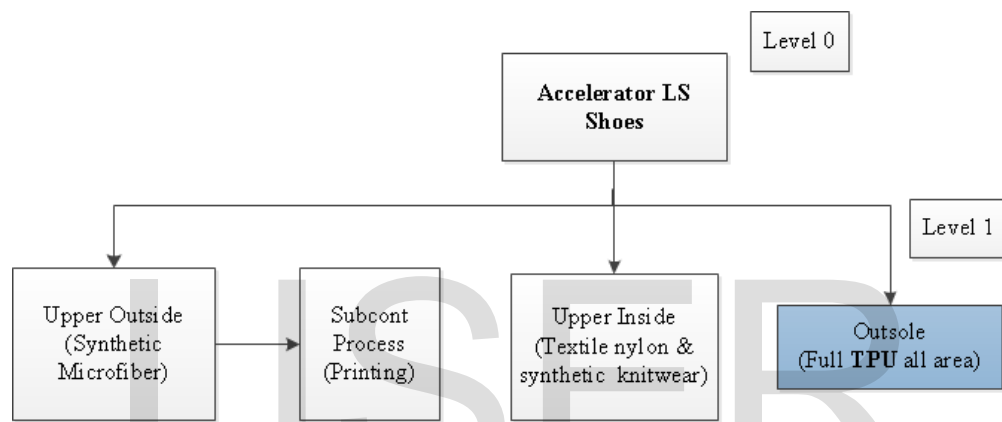 Level 0
Accelerator LS
Shoes
Level 1
Upper Outside
(Synthetic
Microfiber)
Subcont
Process
(Printing)
Upper Inside
(Textile nylon &
synthetic knitwear)
Outsole
(Full TPU all area)
IJSER